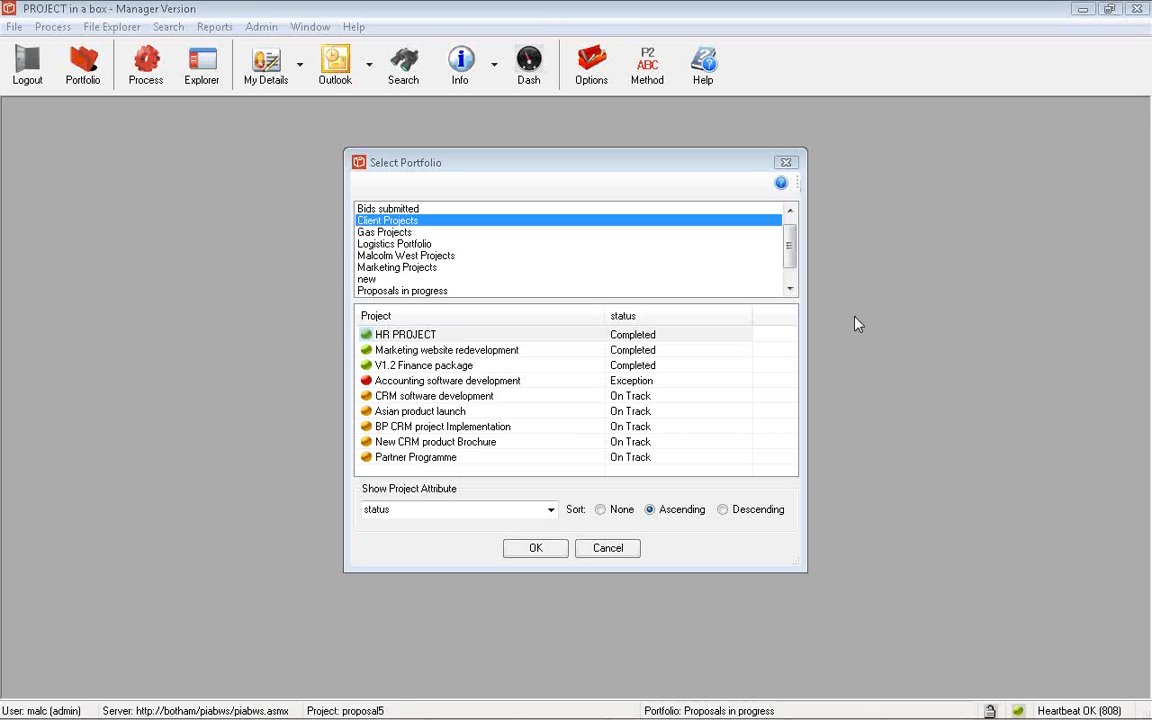 PROJECT in a box - Manager Version
File Process File Explorer Search Reports Admin Window Help
Logout Portfolio Process Explorer My Details Outlook Search Info Dash Options P2 ABC Method Help
Select Portfolio
Bids submitted
Client Projects
Gas Projects
Logistics Portfolio
Malcolm West Projects
Marketing Projects
new
Proposals in progress
Project status
HR PROJECT Completed
Marketing website redevelopment Completed
V1.2 Finance package Completed
Accounting software development Exception
CRM software development On Track
Asian product launch On Track
BP CRM project Implementation On Track
New CRM product Brochure On Track
Partner Programme On Track
Show Project Attribute
status Sort: None Ascending Descending
OK Cancel
User: malc (admin) Server: http://botham/piabws/piabws.asmx Project: proposal5 Portfolio: Proposals in progress Heartbeat OK (808)